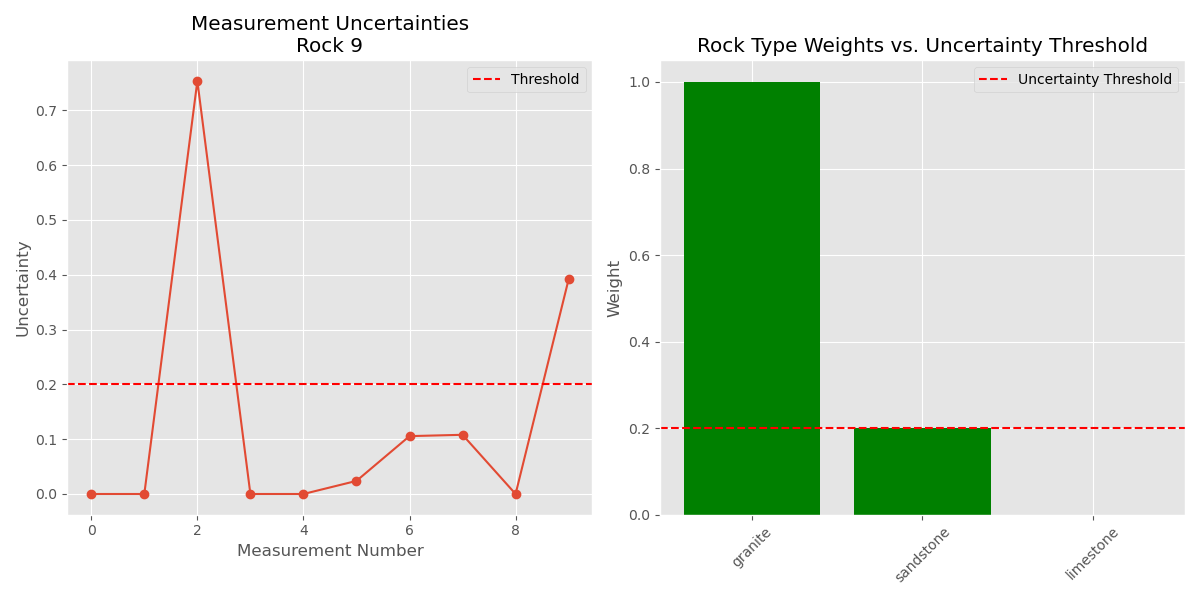 Measurement Uncertainties
Rock 9
Threshold
0.7
0.6
0.5
0.4
0.3
0.2
0.1
0.0
Uncertainty
0 2 4 6 8
Measurement Number
Rock Type Weights vs. Uncertainty Threshold
Uncertainty Threshold
1.0
0.8
0.6
0.4
0.2
0.0
Weight
granite
sandstone
limestone